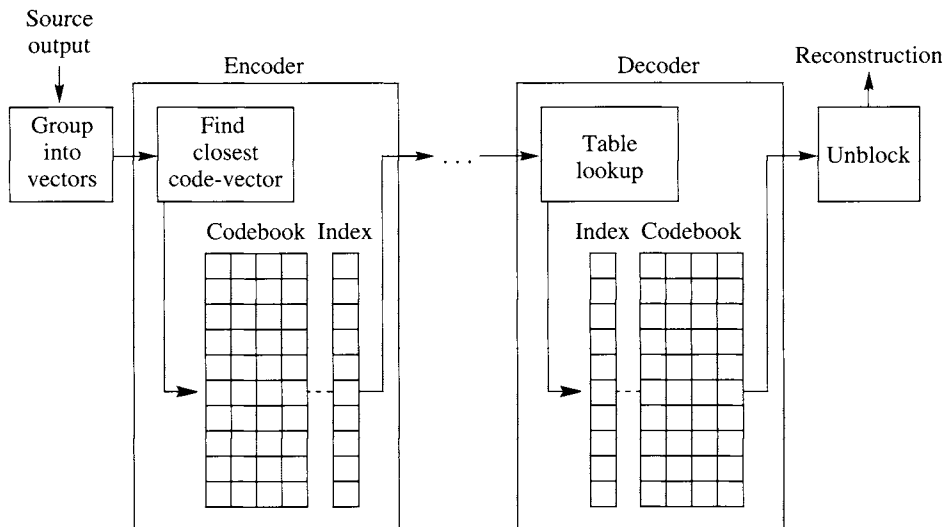 Source
output
Encoder
Decoder
Reconstruction
Group
into
vectors
Find
closest
code-vector
. . .
Table
lookup
Unblock
Codebook
Index
Index
Codebook